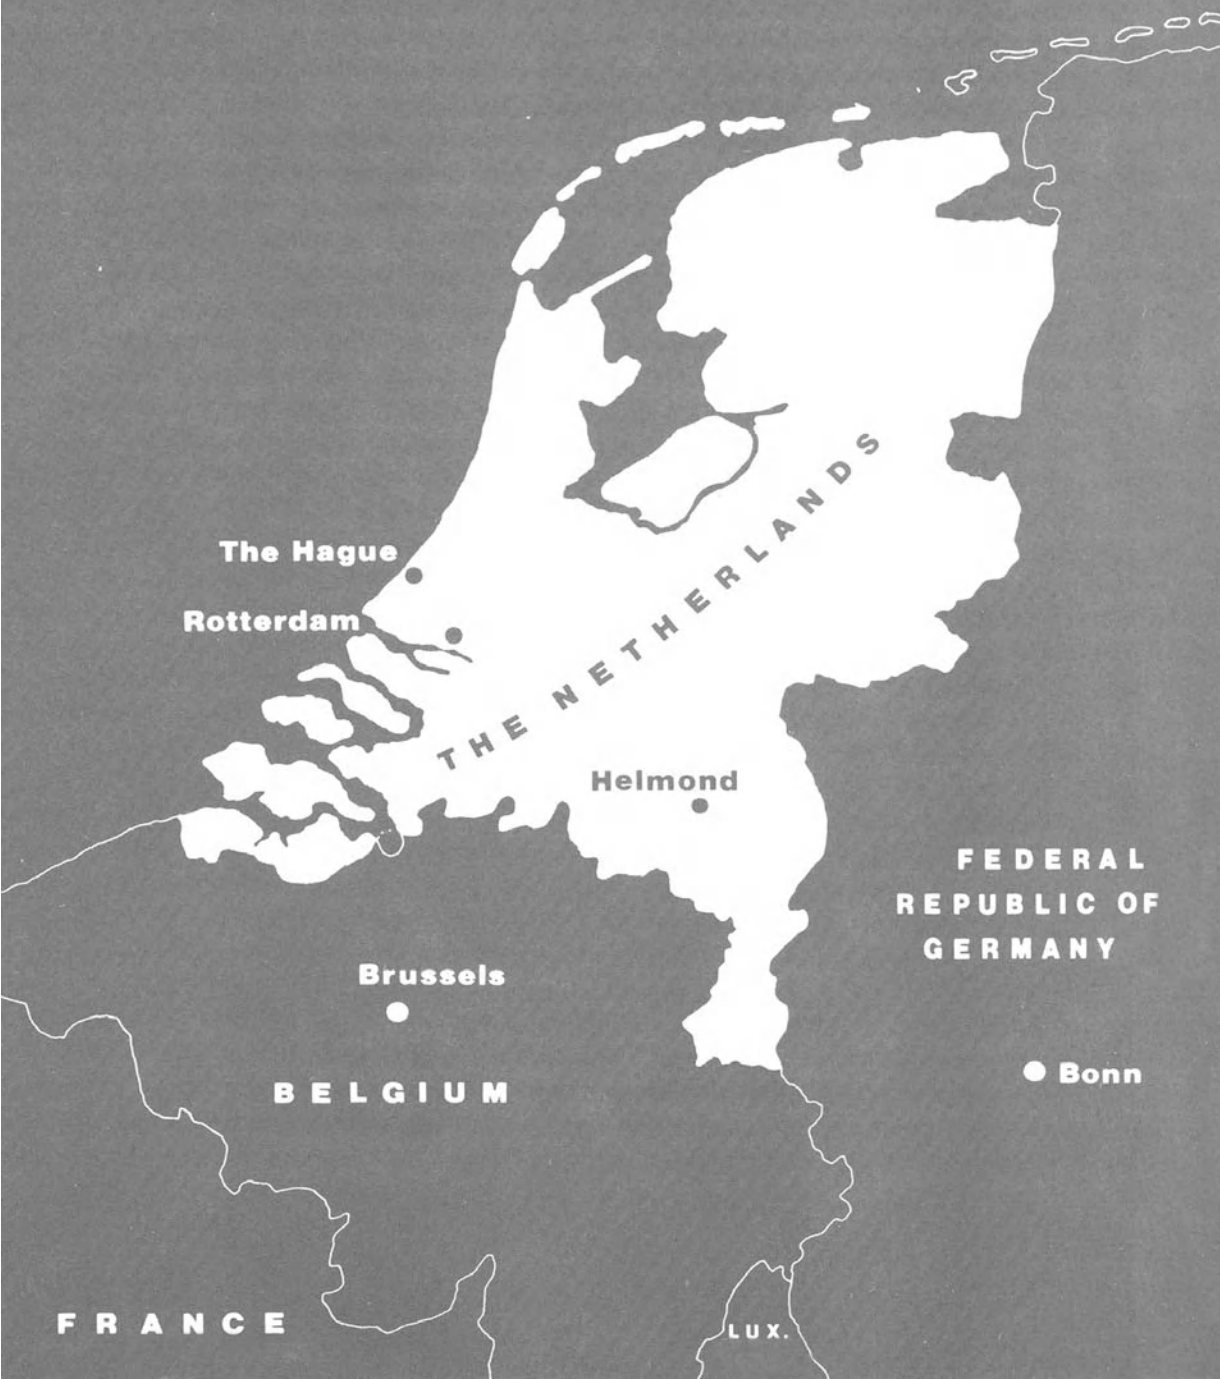 The Hague
Rotterdam
THE NETHERLANDS
Helmond
FEDERAL
REPUBLIC OF
GERMANY
Brussels
Bonn
BELGIUM
FRANCE
LUX.